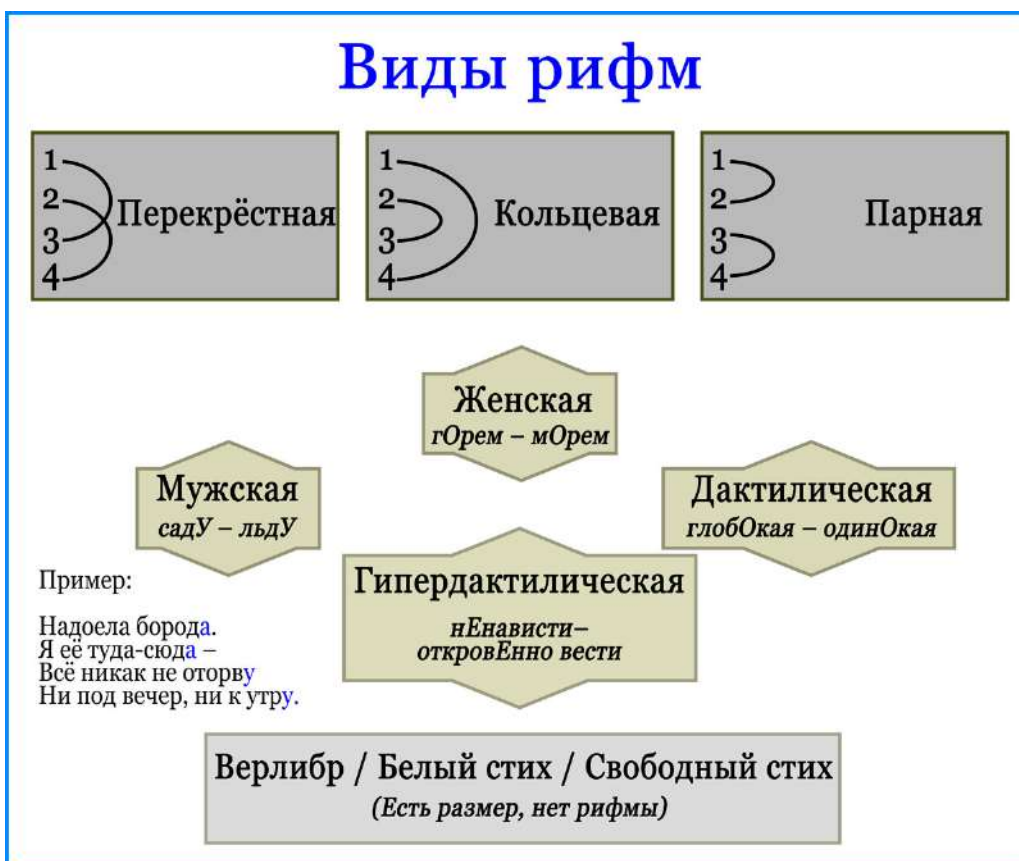 Виды рифм
1
2
3
4
Перекрёстная
1
2
3
4
Кольцевая
1
2
3
4
Парная
Женская
гОрем – мОрем
Мужская
садУ – льдУ
Дактилическая
глобОкая – одинОкая
Гипердактилическая
нЕнависти–
откровЕнно вести
Пример:
Надоела борода.
Я её туда-сюда –
Всё никак не оторву
Ни под вечер, ни к утру.
Верлибр / Белый стих / Свободный стих
(Есть размер, нет рифмы)